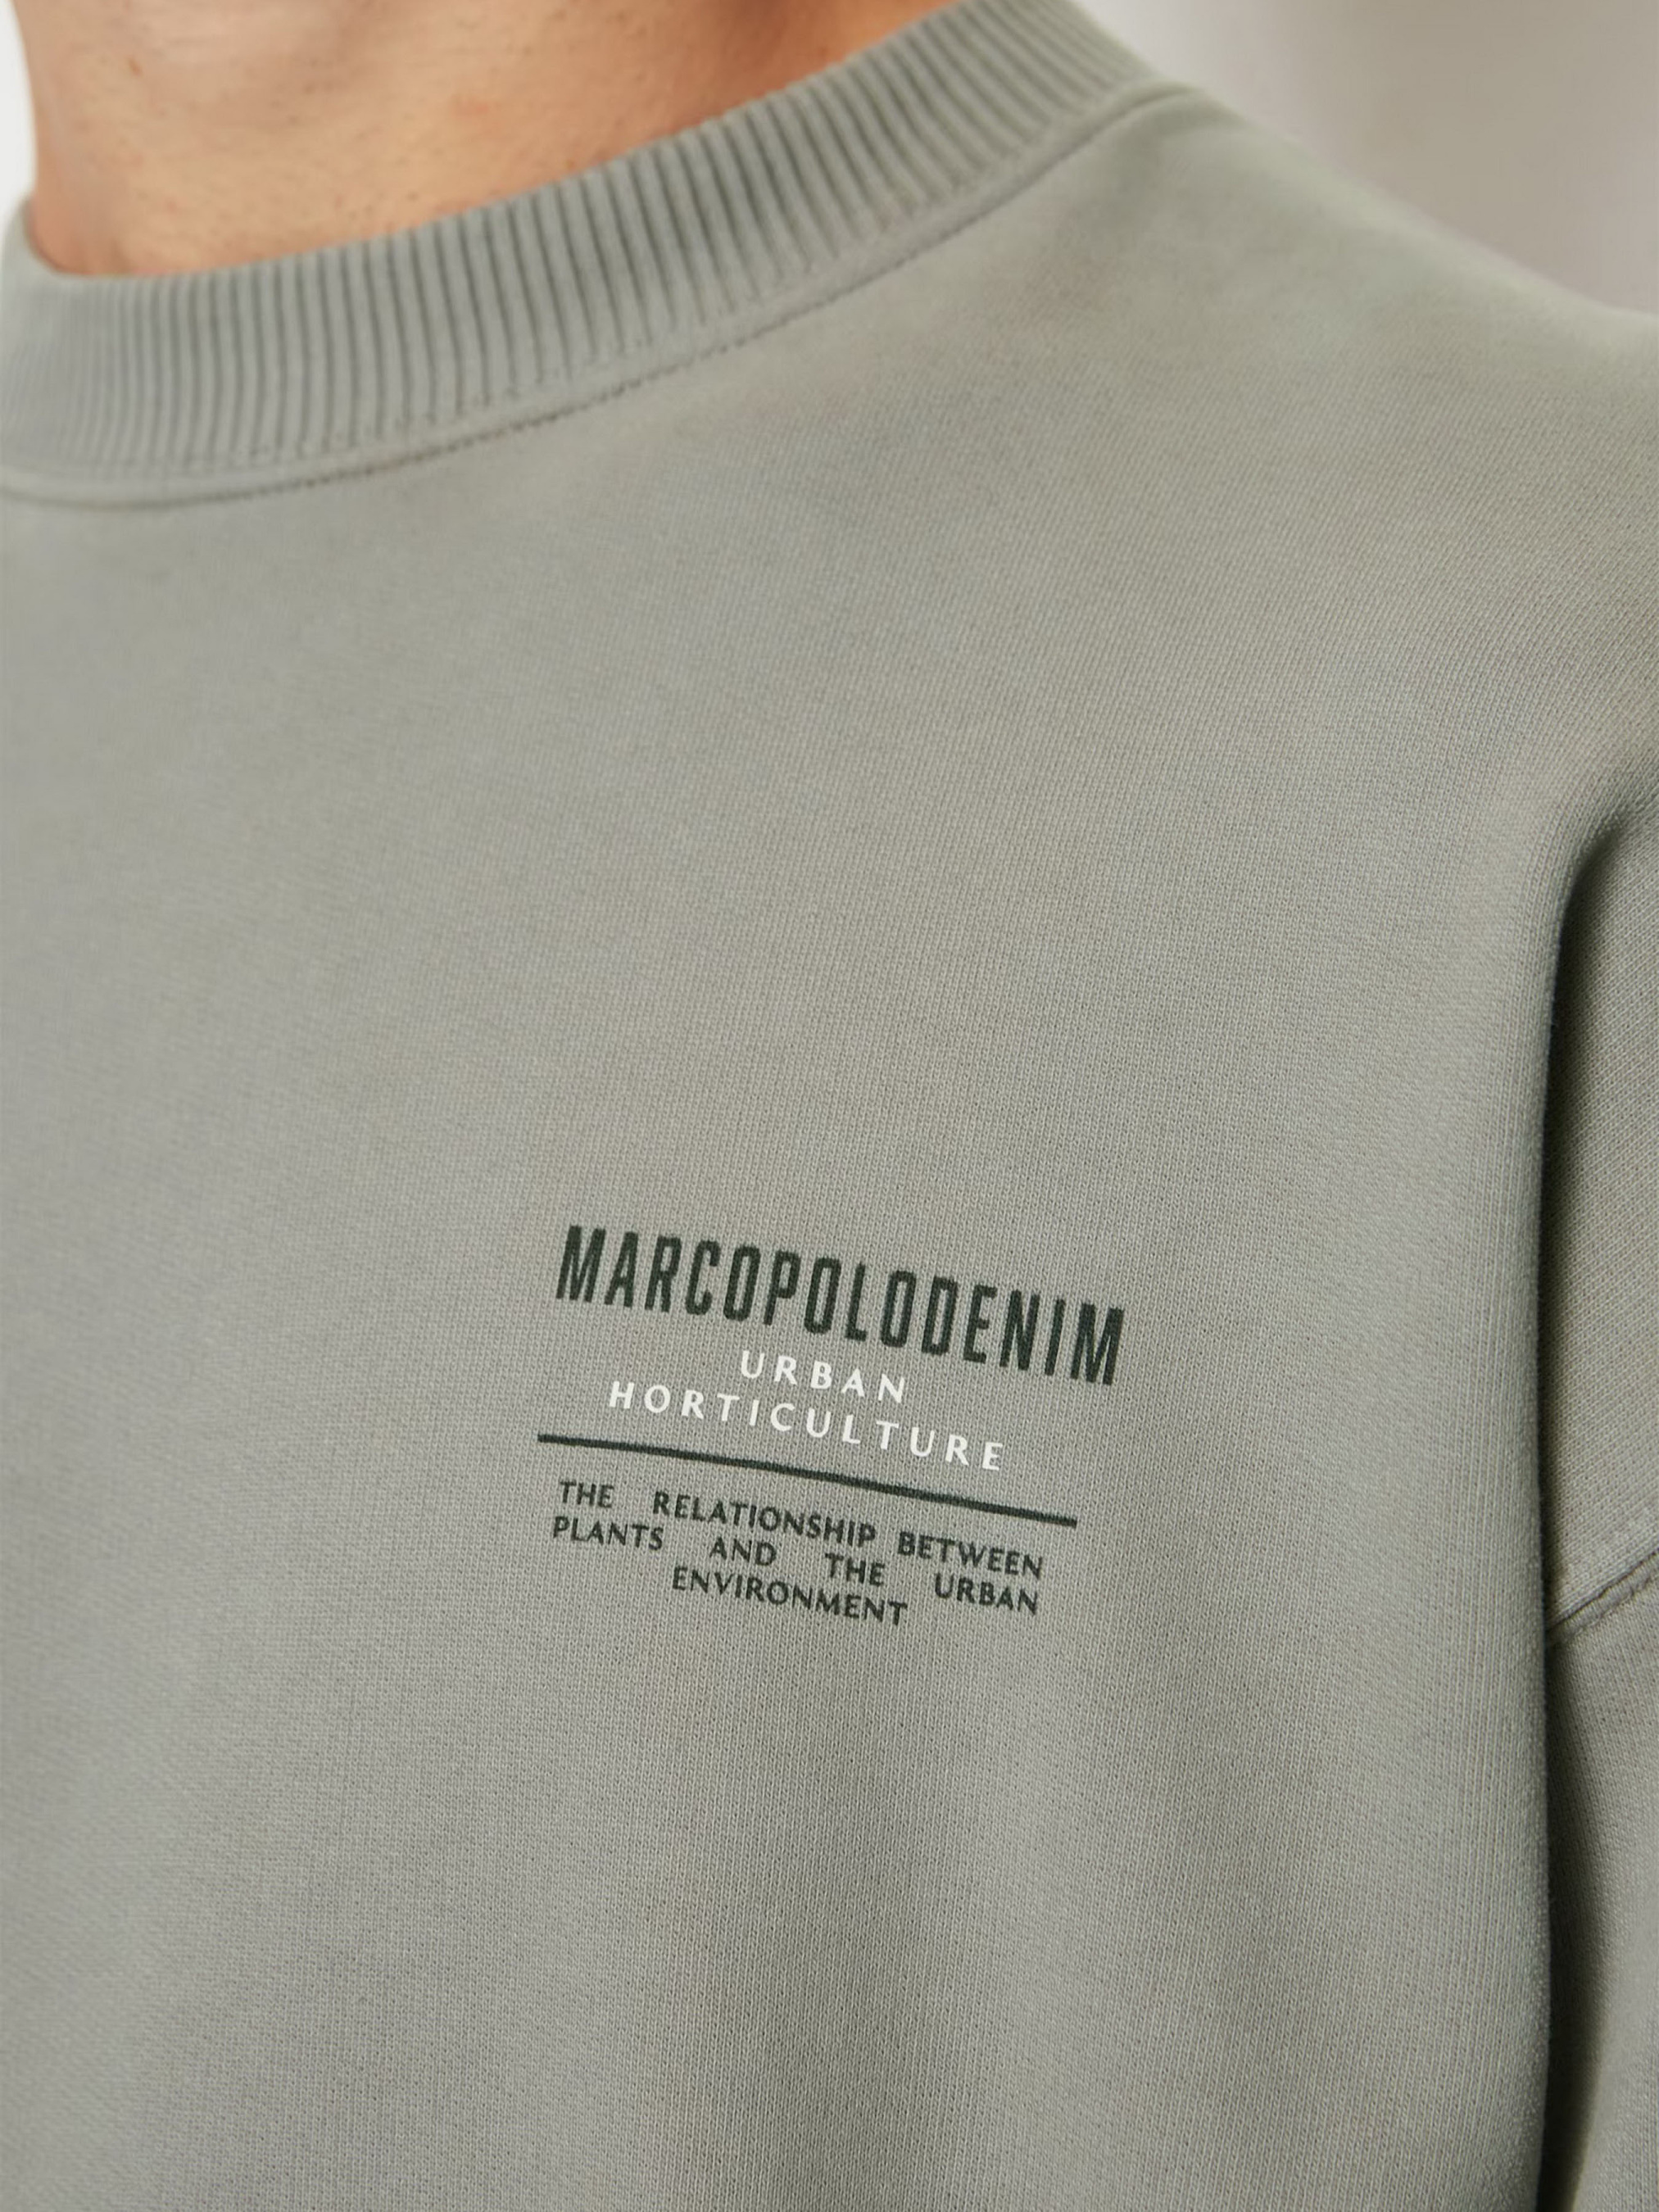 MARCOPOLODENIM
URBAN
HORTICULTURE
THE RELATIONSHIP BETWEEN
PLANTS AND THE URBAN
ENVIRONMENT